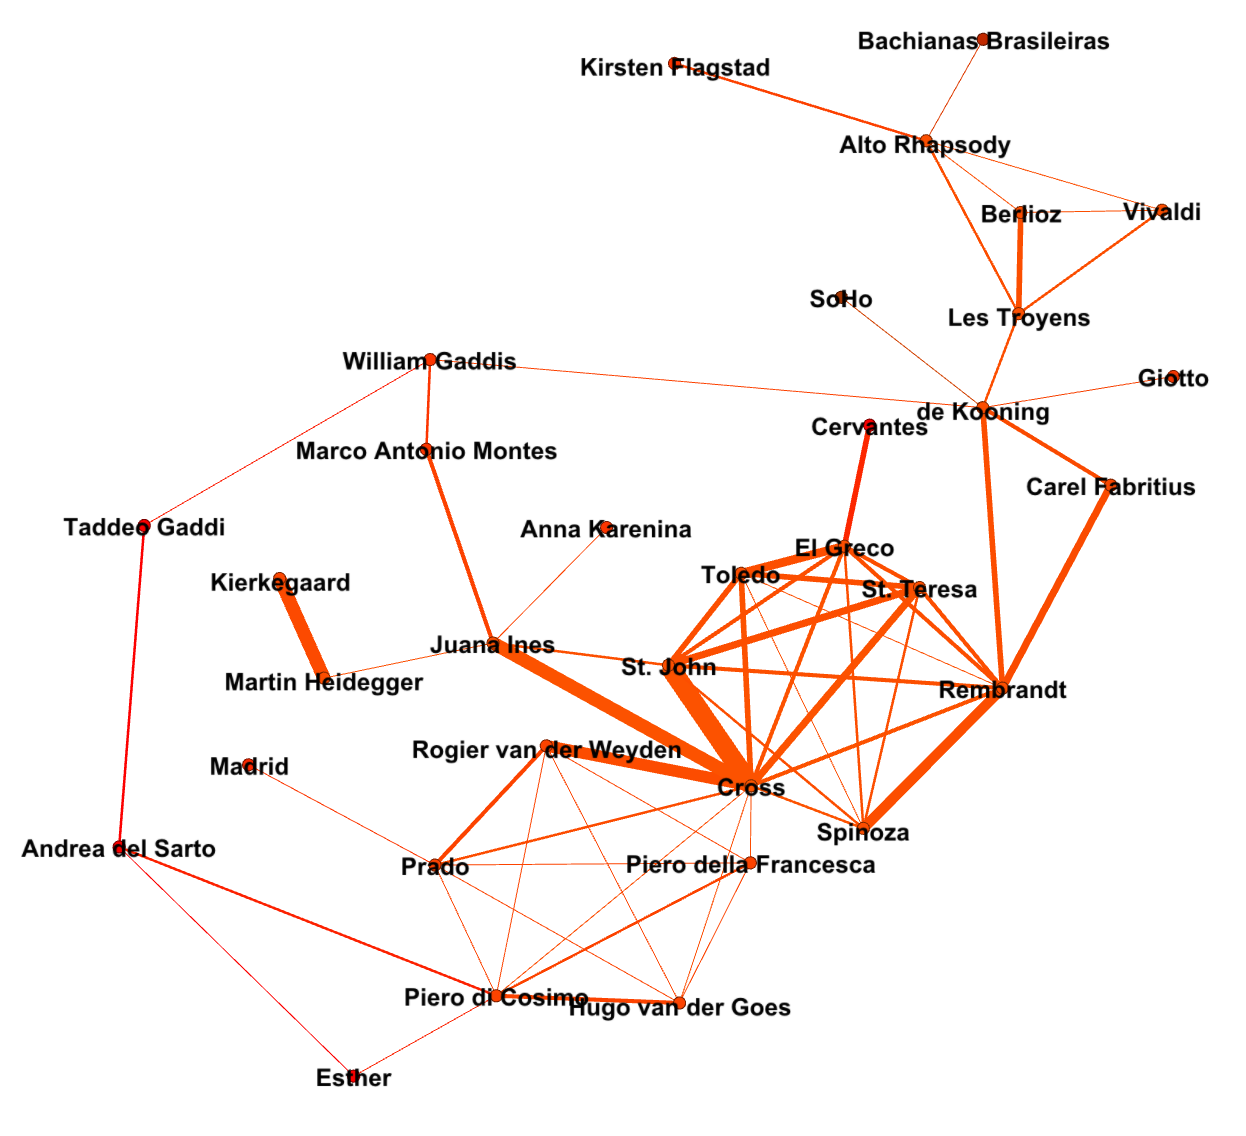 Bachianas Brasileiras
Kirsten Flagstad
Alto Rhapsody
Berlioz
Vivaldi
SoHo
Les Troyens
William Gaddis
Giotto
de Kooning
Cervantes
Marco Antonio Montes
Carel Fabritius
Taddeo Gaddi
Anna Karenina
El Greco
Toledo
Kierkegaard
St. Teresa
Juana Ines
St. John
Martin Heidegger
Rembrandt
Rogier van der Weyden
Madrid
Cross
Spinoza
Andrea del Sarto
Prado
Piero della Francesca
Piero di Cosimo
Hugo van der Goes
Esther